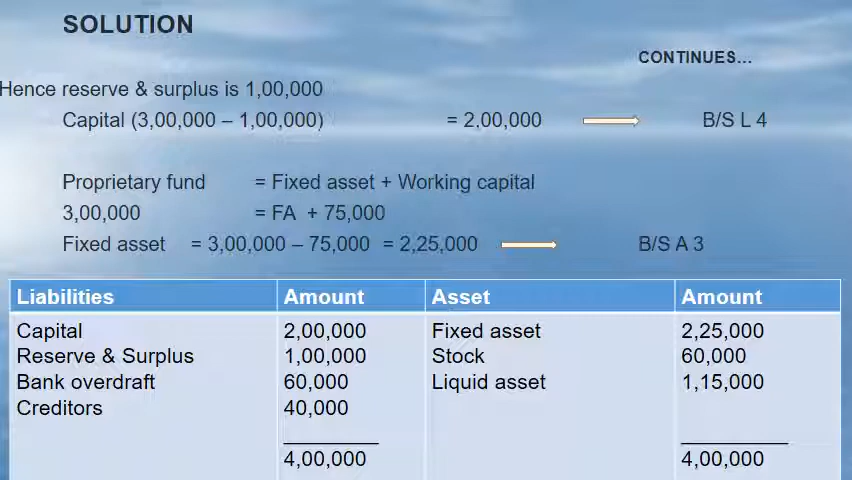 SOLUTION
CONTINUES...
Hence reserve & surplus is 1,00,000
Capital (3,00,000 – 1,00,000) = 2,00,000 B/S L 4
Proprietary fund = Fixed asset + Working capital
3,00,000 = FA + 75,000
Fixed asset = 3,00,000 – 75,000 = 2,25,000 B/S A 3
Liabilities Amount Asset Amount
Capital 2,00,000 Fixed asset 2,25,000
Reserve & Surplus 1,00,000 Stock 60,000
Bank overdraft 60,000 Liquid asset 1,15,000
Creditors 40,000
4,00,000 4,00,000